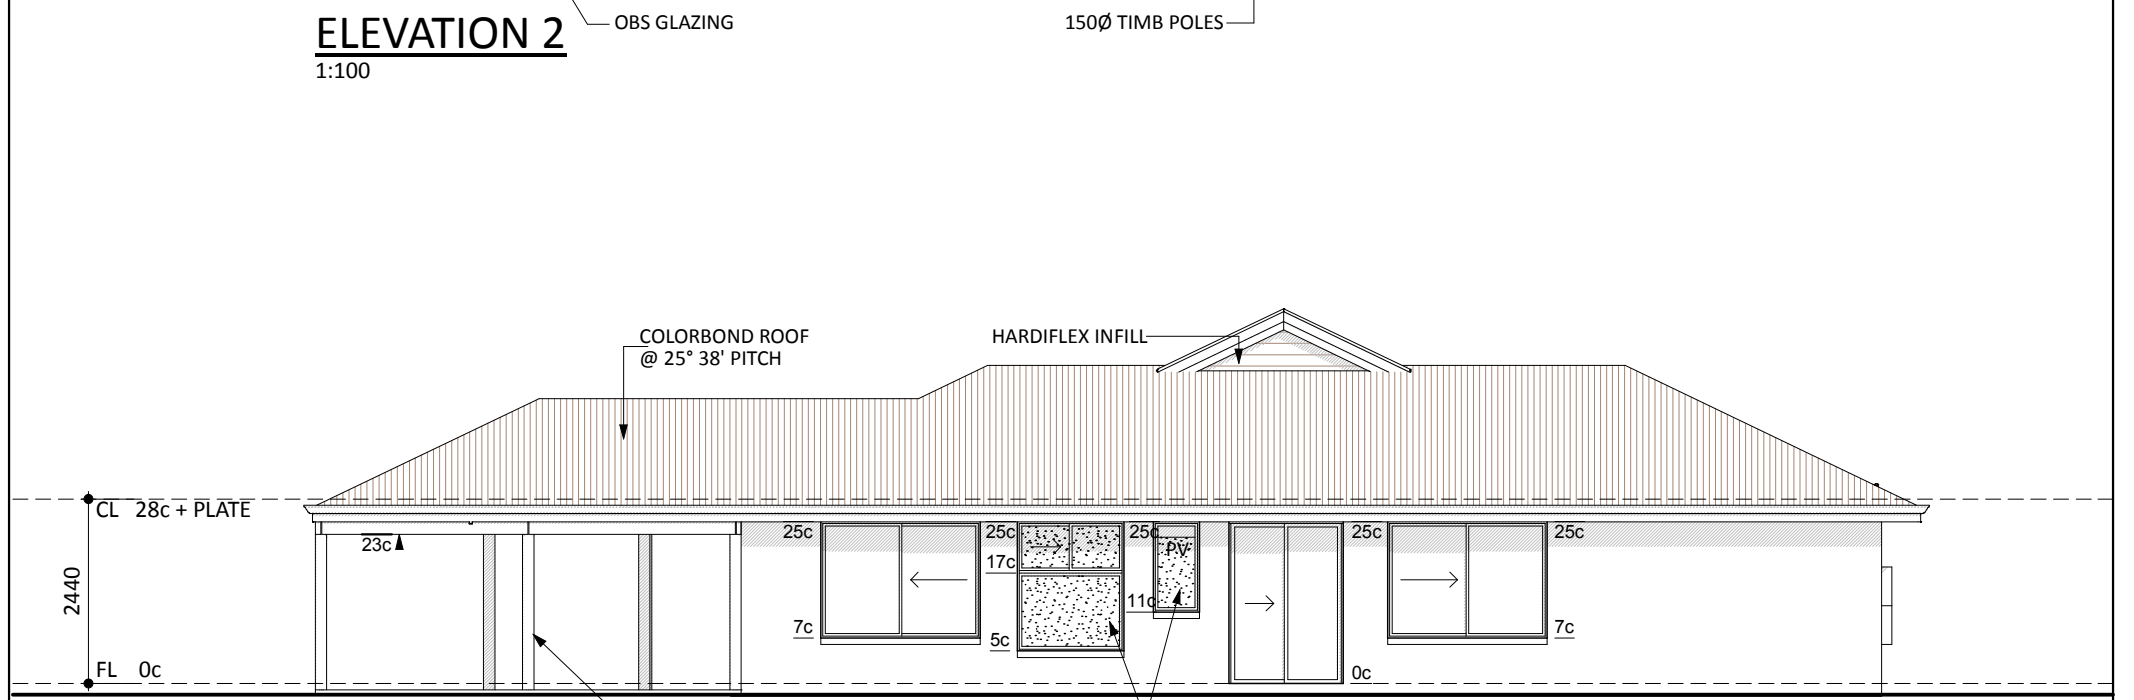 OBS GLAZING
150Ø TIMB POLES
ELEVATION 2
1:100
COLORBOND ROOF
@ 25° 38' PITCH
HARDIFLEX INFILL
CL 28c + PLATE
23c
25c
25c
25c
25c
25c
PV
17c
11c
2440
7c
5c
7c
FL 0c
0c